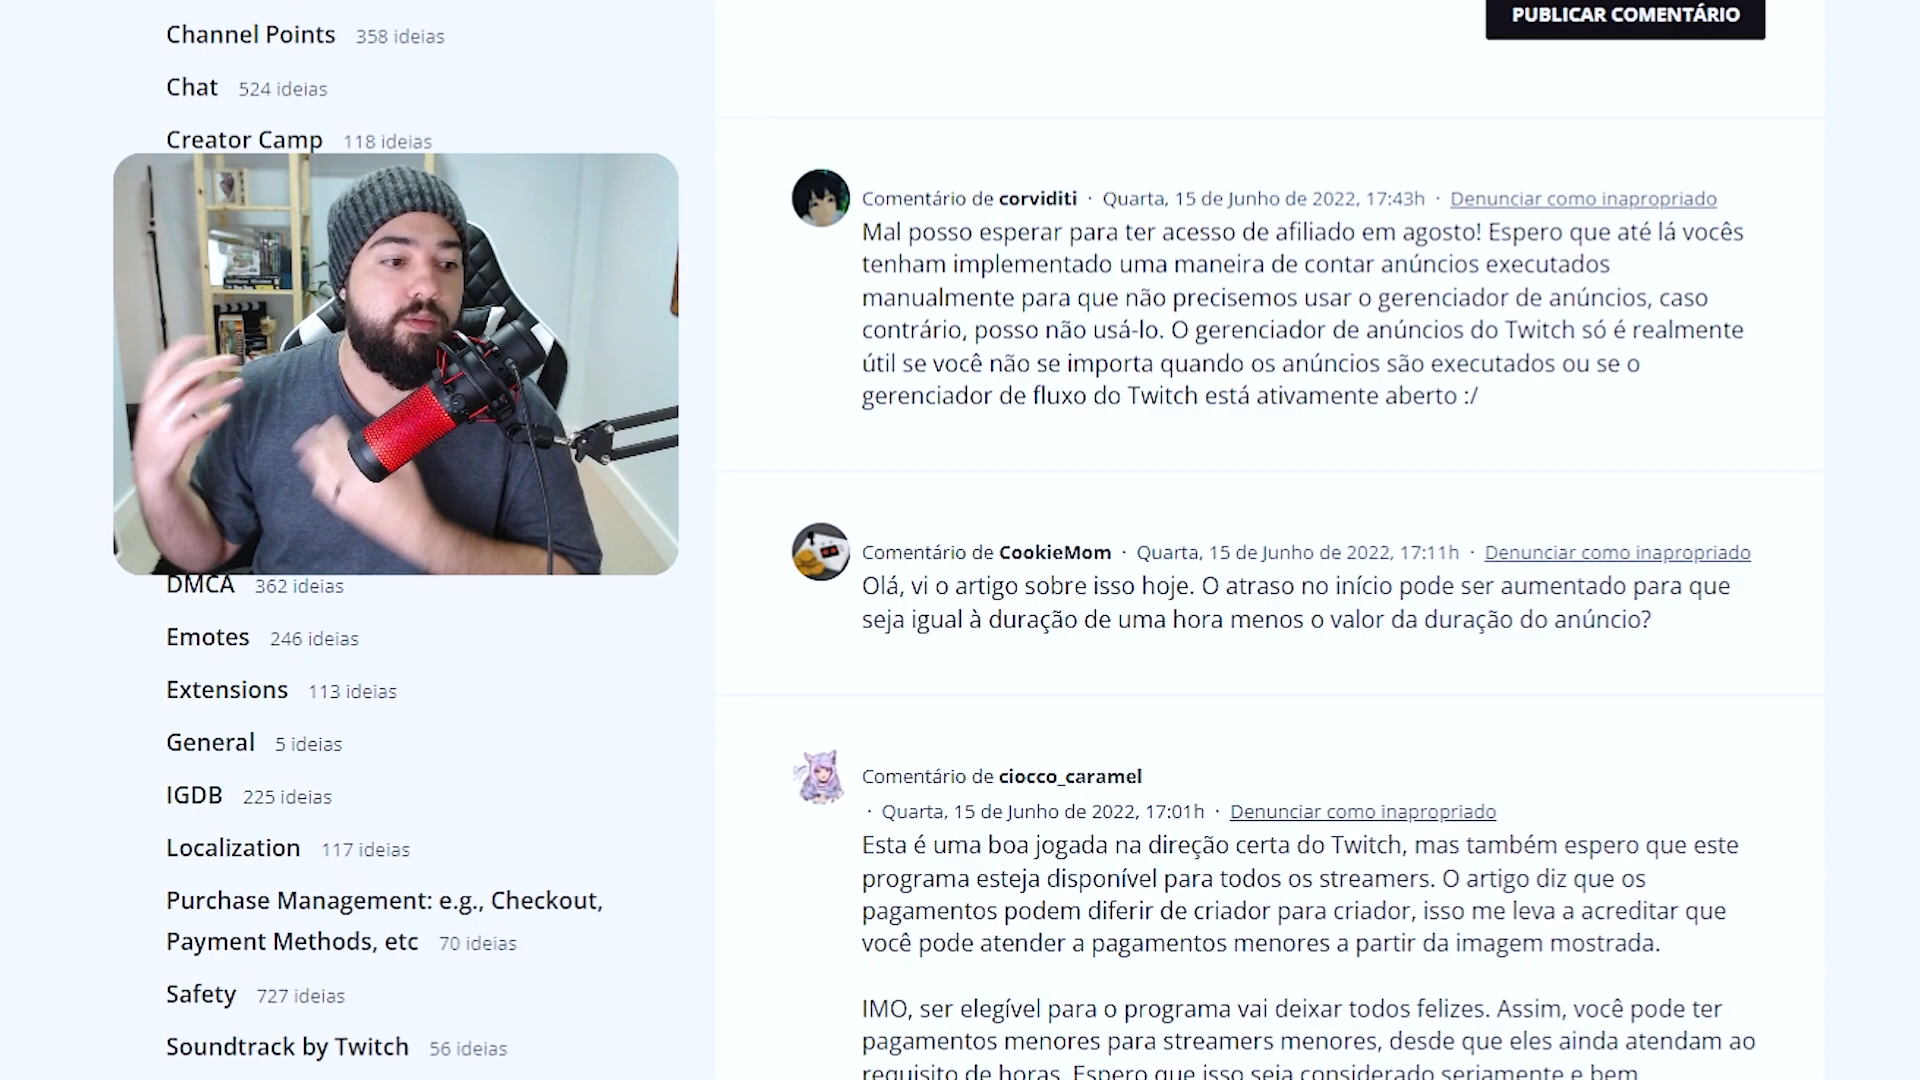 Channel Points 358 ideias
Chat 524 ideias
Creator Camp 118 ideias
DMCA 362 ideias
Emotes 246 ideias
Extensions 113 ideias
General 5 ideias
IGDB 225 ideias
Localization 117 ideias
Purchase Management: e.g., Checkout,
Payment Methods, etc 70 ideias
Safety 727 ideias
Soundtrack by Twitch 56 ideias
PUBLICAR COMENTÁRIO
Comentário de corviditi · Quarta, 15 de Junho de 2022, 17:43h · Denunciar como inapropriado
Mal posso esperar para ter acesso de afiliado em agosto! Espero que até lá vocês
tenham implementado uma maneira de contar anúncios executados
manualmente para que não precisemos usar o gerenciador de anúncios, caso
contrário, posso não usá-lo. O gerenciador de anúncios do Twitch só é realmente
útil se você não se importa quando os anúncios são executados ou se o
gerenciador de fluxo do Twitch está ativamente aberto :/
Comentário de CookieMom · Quarta, 15 de Junho de 2022, 17:11h · Denunciar como inapropriado
Olá, vi o artigo sobre isso hoje. O atraso no início pode ser aumentado para que
seja igual à duração de uma hora menos o valor da duração do anúncio?
Comentário de ciocco_caramel
· Quarta, 15 de Junho de 2022, 17:01h · Denunciar como inapropriado
Esta é uma boa jogada na direção certa do Twitch, mas também espero que este
programa esteja disponível para todos os streamers. O artigo diz que os
pagamentos podem diferir de criador para criador, isso me leva a acreditar que
você pode atender a pagamentos menores a partir da imagem mostrada.
IMO, ser elegível para o programa vai deixar todos felizes. Assim, você pode ter
pagamentos menores para streamers menores, desde que eles ainda atendam ao
requisito de horas. Espero que isso seja considerado seriamente e bem